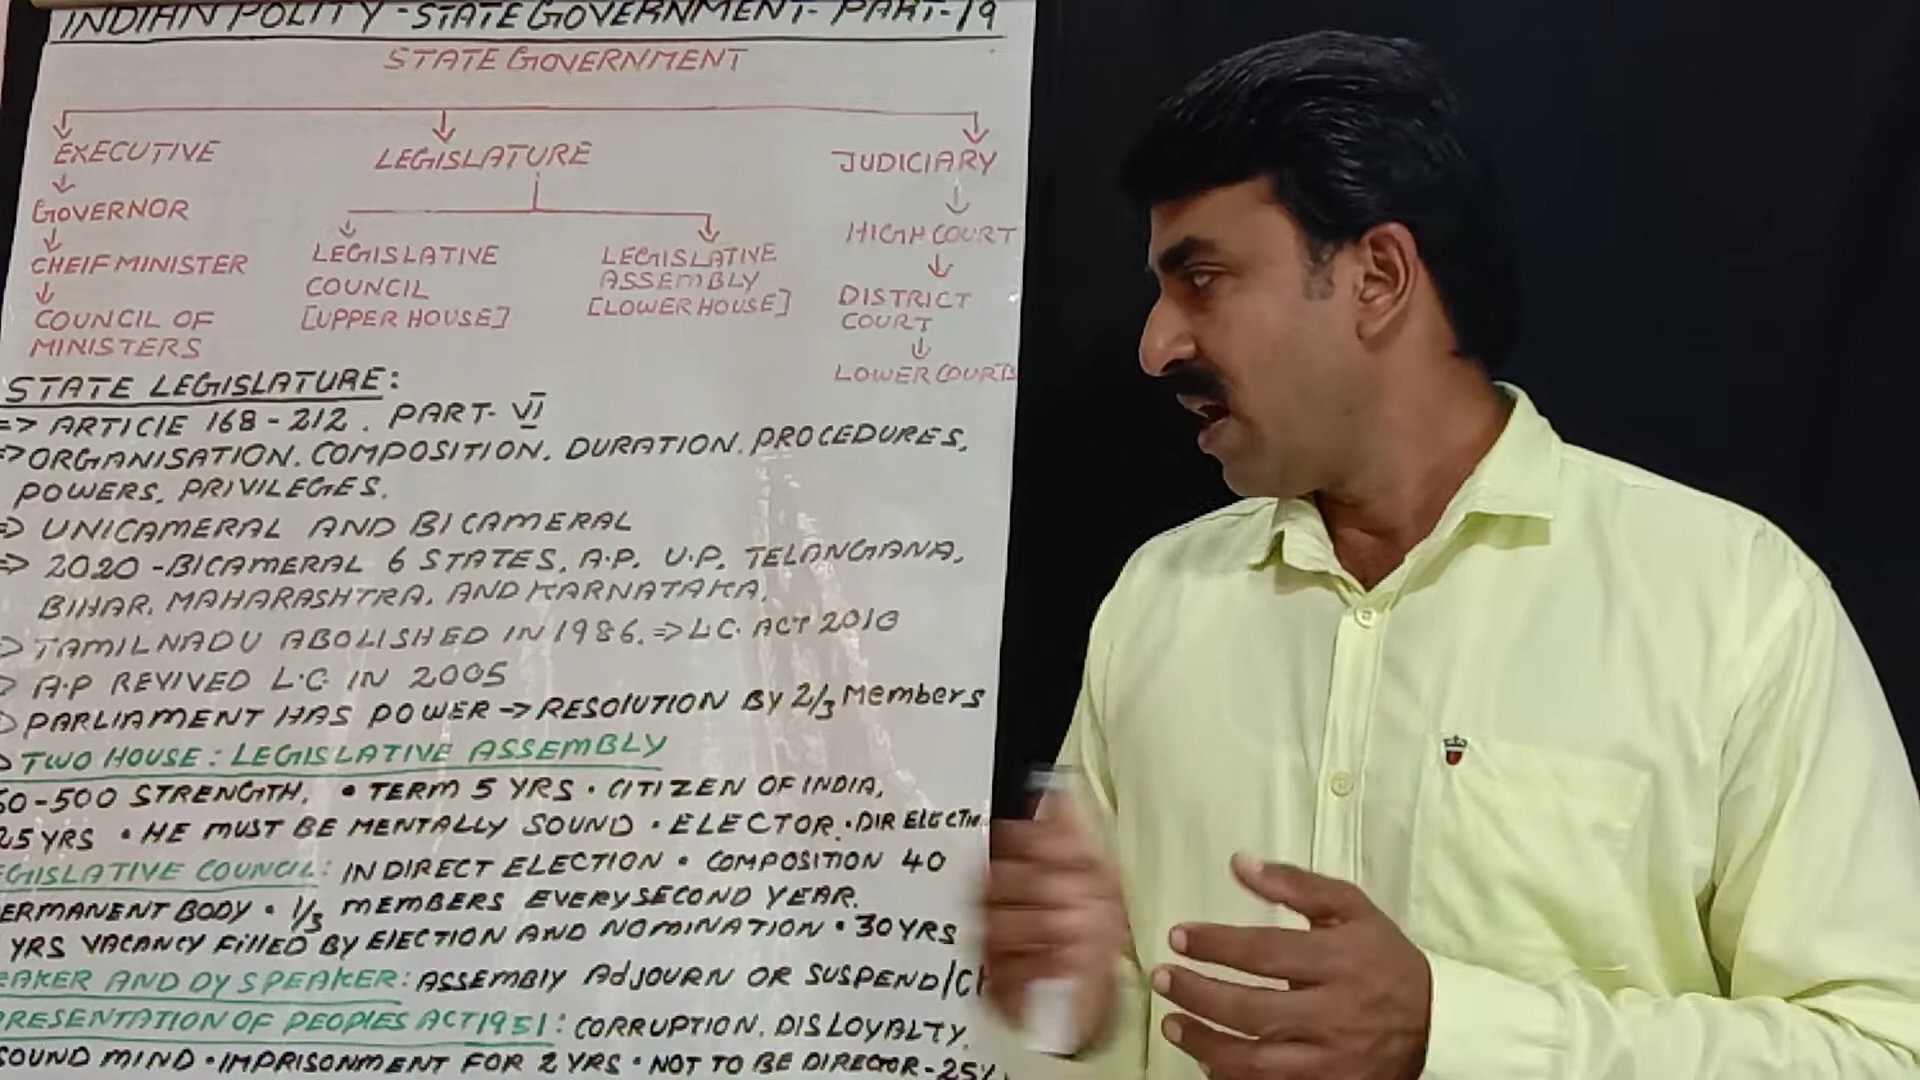 INDIAN POLITY - STATE GOVERNMENT - PART-19
STATE GOVERNMENT
EXECUTIVE
GOVERNOR
CHEIF MINISTER
COUNCIL OF
MINISTERS
LEGISLATURE
LEGISLATIVE
COUNCIL
[UPPER HOUSE]
LEGISLATIVE
ASSEMBLY
[LOWER HOUSE]
JUDICIARY
HIGH COURT
DISTRICT
COURT
LOWER COURTS
STATE LEGISLATURE:
=> ARTICLE 168-212. PART- VI
=> ORGANISATION. COMPOSITION. DURATION. PROCEDURES,
POWERS, PRIVILEGES.
=> UNICAMERAL AND BICAMERAL
=> 2020 - BICAMERAL 6 STATES, A.P, U.P, TELANGANA,
BIHAR, MAHARASHTRA, AND KARNATAKA,
TAMIL NADU ABOLISHED IN 1986. => L.C. ACT 2010
A.P REVIVED L.C. IN 2005
PARLIAMENT HAS POWER -> RESOLUTION BY 2/3 Members
TWO HOUSE: LEGISLATIVE ASSEMBLY
60-500 STRENGTH, • TERM 5 YRS • CITIZEN OF INDIA,
25 YRS • HE MUST BE MENTALLY SOUND • ELECTOR • DIR ELECTN
EGISLATIVE COUNCIL: INDIRECT ELECTION • COMPOSITION 40
ERMANENT BODY • 1/3 MEMBERS EVERY SECOND YEAR.
YRS VACANCY FILLED BY ELECTION AND NOMINATION • 30 YRS
EAKER AND DY SPEAKER: ASSEMBLY AdJOURN OR SUSPEND/
PRESENTATION OF PEOPLES ACT 1951: CORRUPTION. DISLOYALTY.
SOUND MIND • IMPRISONMENT FOR 2 YRS • NOT TO BE DIRECTOR - 25%